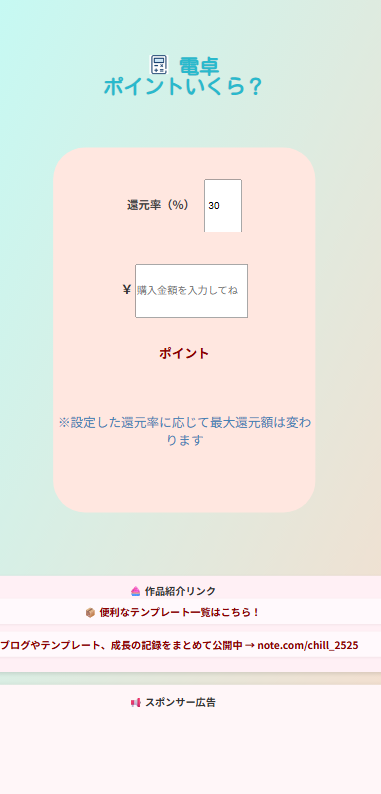 電卓
ポイントいくら？
還元率（%） 30
¥ 購入金額を入力してね
ポイント
※設定した還元率に応じて最大還元額は変わ
ります
🧁 作品紹介リンク
📦 便利なテンプレート一覧はこちら！
ブログやテンプレート、成長の記録をまとめて公開中 → note.com/chill_2525
📢 スポンサー広告